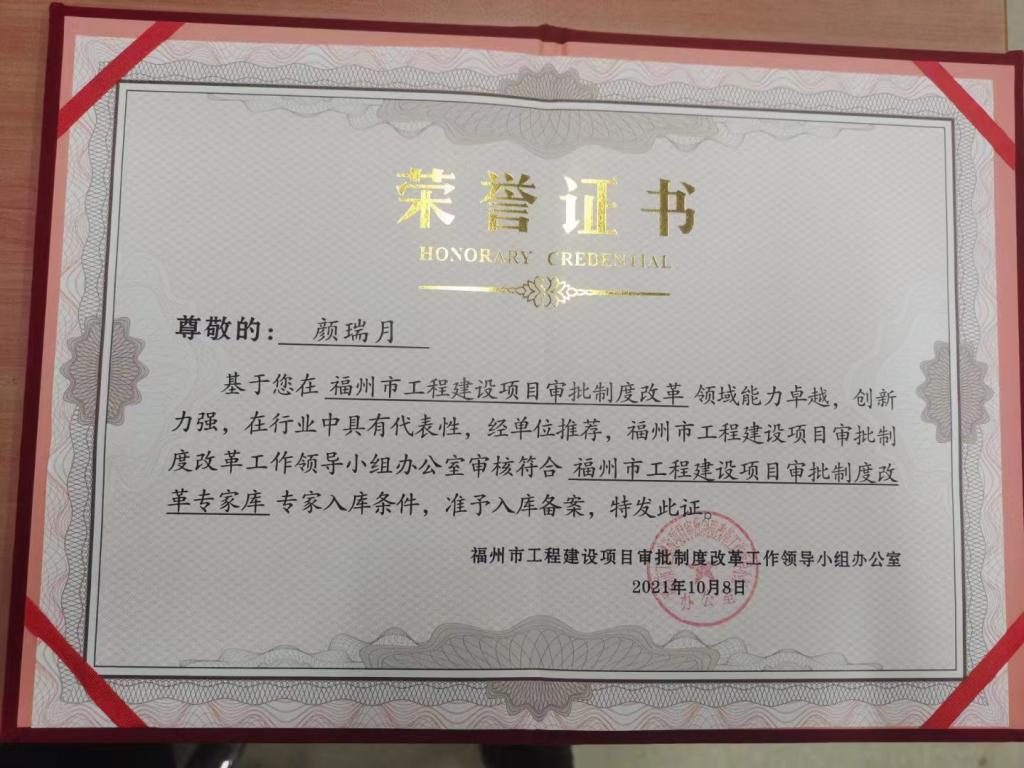 荣誉证书
HONORARY CREDENTIAL
尊敬的：颜瑞月
基于您在 福州市工程建设项目审批制度改革 领域能力卓越，创新
力强，在行业中具有代表性，经单位推荐，福州市工程建设项目审批制
度改革工作领导小组办公室审核符合 福州市工程建设项目审批制度改
革专家库 专家入库条件，准予入库备案，特发此证。
福州市工程建设项目审批制度改革工作领导小组办公室
2021年10月8日
办公室